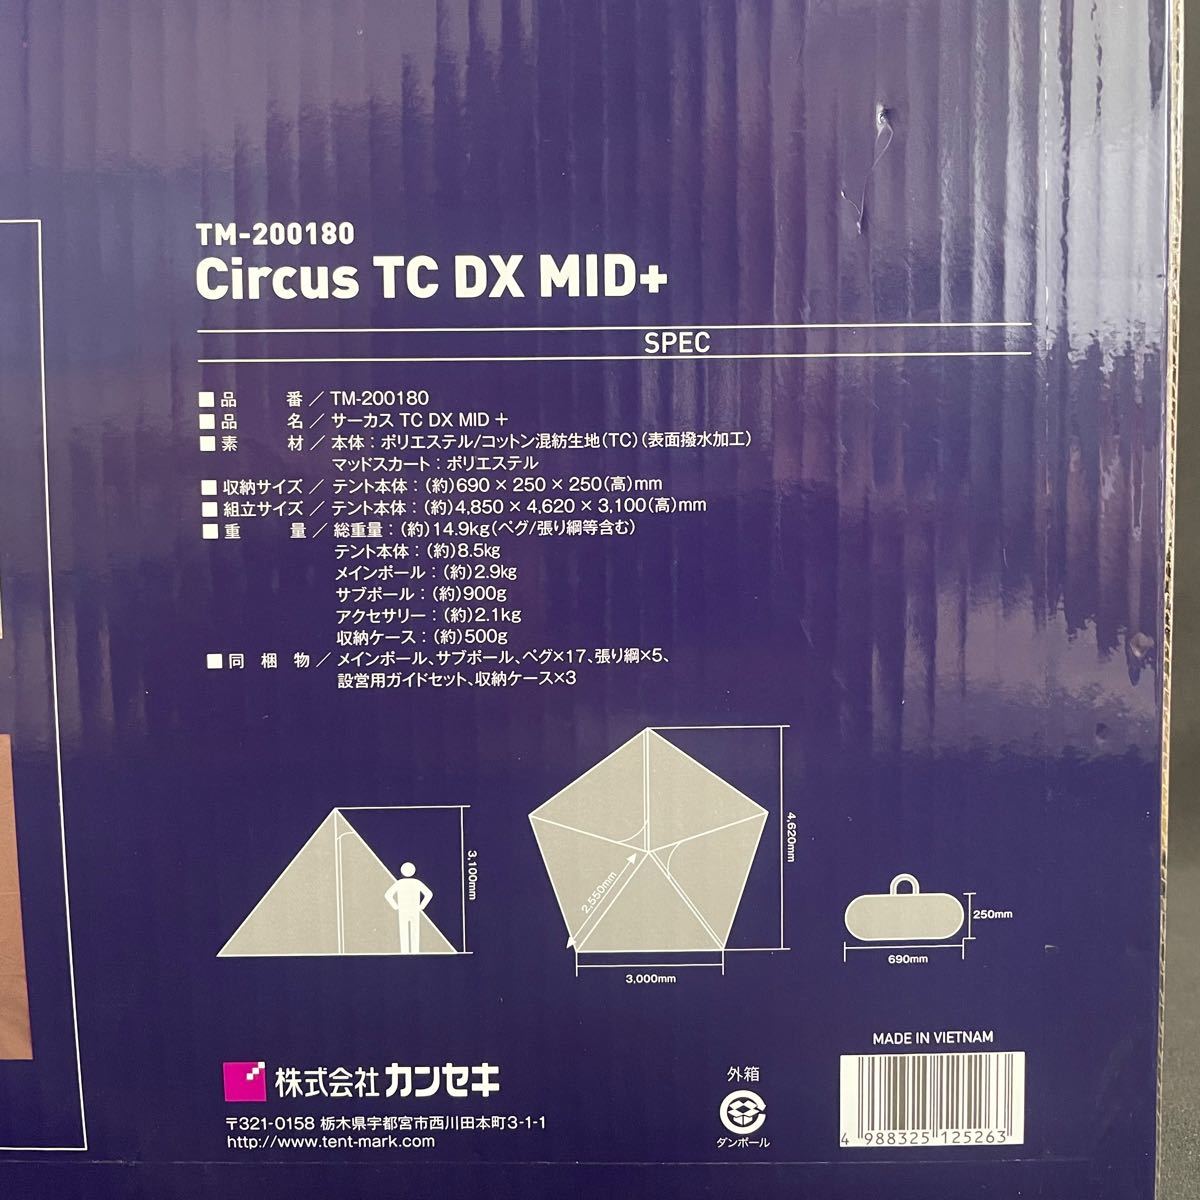 TM-200180
Circus TC DX MID+
SPEC
■品　番／TM-200180
■品　名／サーカス TC DX MID +
■素　材／本体：ポリエステル/コットン混紡生地(TC)(表面撥水加工)
マッドスカート：ポリエステル
■収納サイズ／テント本体：(約)690×250×250(高)mm
■組立サイズ／テント本体：(約)4,850×4,620×3,100(高)mm
■重　量／総重量：(約)14.9kg(ペグ/張り綱等含む)
テント本体：(約)8.5kg
メインポール：(約)2.9kg
サブポール：(約)900g
アクセサリー：(約)2.1kg
収納ケース：(約)500g
■同梱物／メインポール、サブポール、ペグ×17、張り綱×5、
設営用ガイドセット、収納ケース×3
3,100mm
4,620mm
2,550mm
3,000mm
250mm
690mm
MADE IN VIETNAM
株式会社カンセキ
〒321-0158 栃木県宇都宮市西川田本町3-1-1
http://www.tent-mark.com
外箱
ダンボール
4 988325 125263